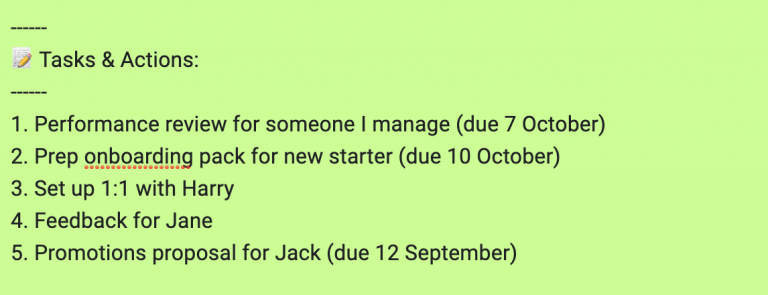 ------
📝 Tasks & Actions:
------
1. Performance review for someone I manage (due 7 October)
2. Prep onboarding pack for new starter (due 10 October)
3. Set up 1:1 with Harry
4. Feedback for Jane
5. Promotions proposal for Jack (due 12 September)